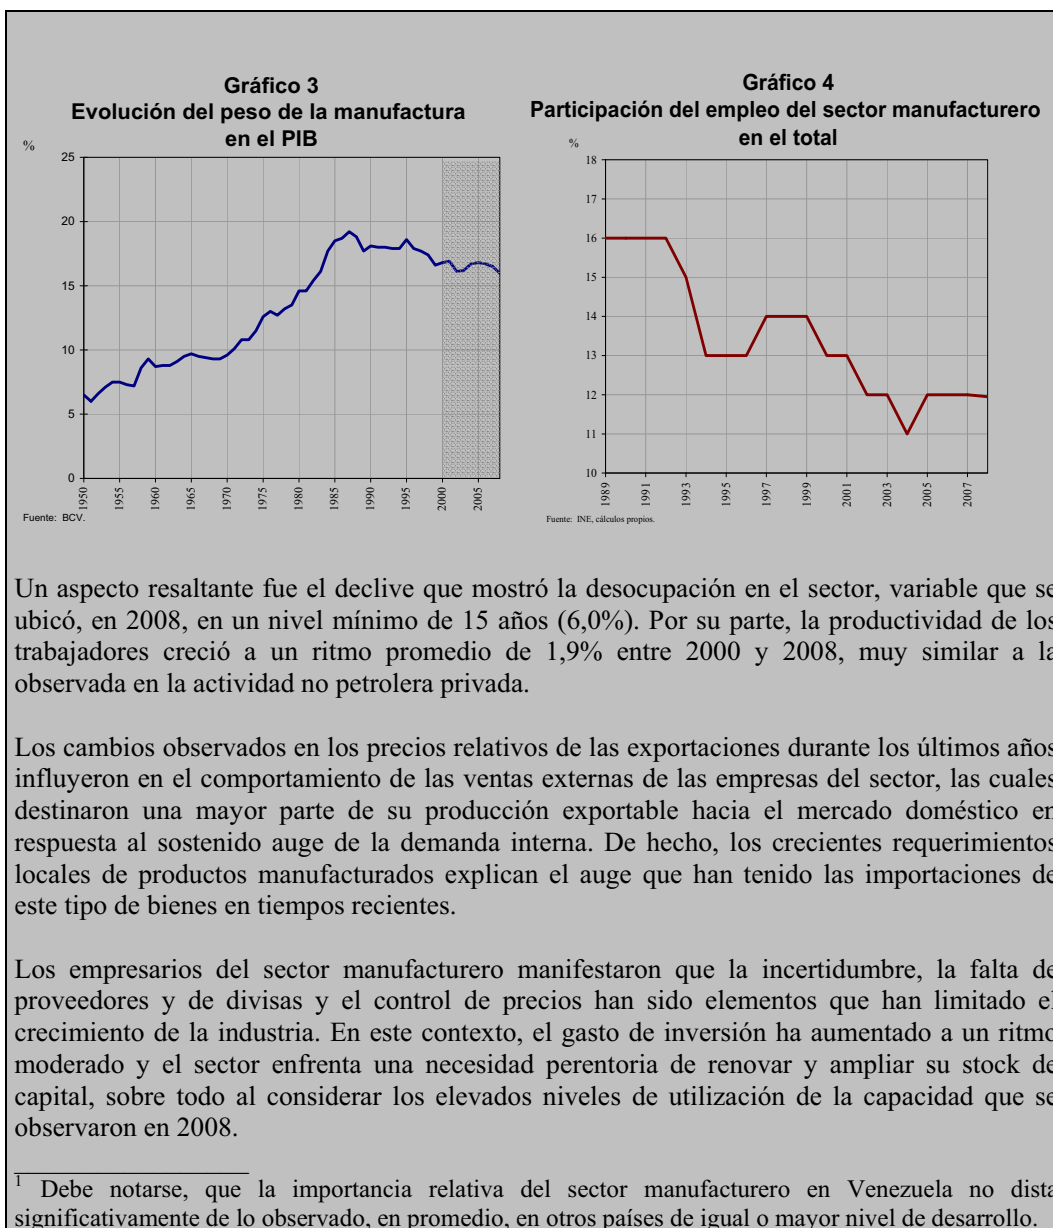 Gráfico 3
Evolución del peso de la manufactura
en el PIB
%
25
20
15
10
5
0
1950
1955
1960
1965
1970
1975
1980
1985
1990
1995
2000
2005
Fuente: BCV.
Gráfico 4
Participación del empleo del sector manufacturero
en el total
%
18
17
16
15
14
13
12
11
10
1989
1991
1993
1995
1997
1999
2001
2003
2005
2007
Fuente: INE, cálculos propios.
Un aspecto resaltante fue el declive que mostró la desocupación en el sector, variable que se
ubicó, en 2008, en un nivel mínimo de 15 años (6,0%). Por su parte, la productividad de los
trabajadores creció a un ritmo promedio de 1,9% entre 2000 y 2008, muy similar a la
observada en la actividad no petrolera privada.
Los cambios observados en los precios relativos de las exportaciones durante los últimos años
influyeron en el comportamiento de las ventas externas de las empresas del sector, las cuales
destinaron una mayor parte de su producción exportable hacia el mercado doméstico en
respuesta al sostenido auge de la demanda interna. De hecho, los crecientes requerimientos
locales de productos manufacturados explican el auge que han tenido las importaciones de
este tipo de bienes en tiempos recientes.
Los empresarios del sector manufacturero manifestaron que la incertidumbre, la falta de
proveedores y de divisas y el control de precios han sido elementos que han limitado el
crecimiento de la industria. En este contexto, el gasto de inversión ha aumentado a un ritmo
moderado y el sector enfrenta una necesidad perentoria de renovar y ampliar su stock de
capital, sobre todo al considerar los elevados niveles de utilización de la capacidad que se
observaron en 2008.
1 Debe notarse, que la importancia relativa del sector manufacturero en Venezuela no dista
significativamente de lo observado, en promedio, en otros países de igual o mayor nivel de desarrollo.